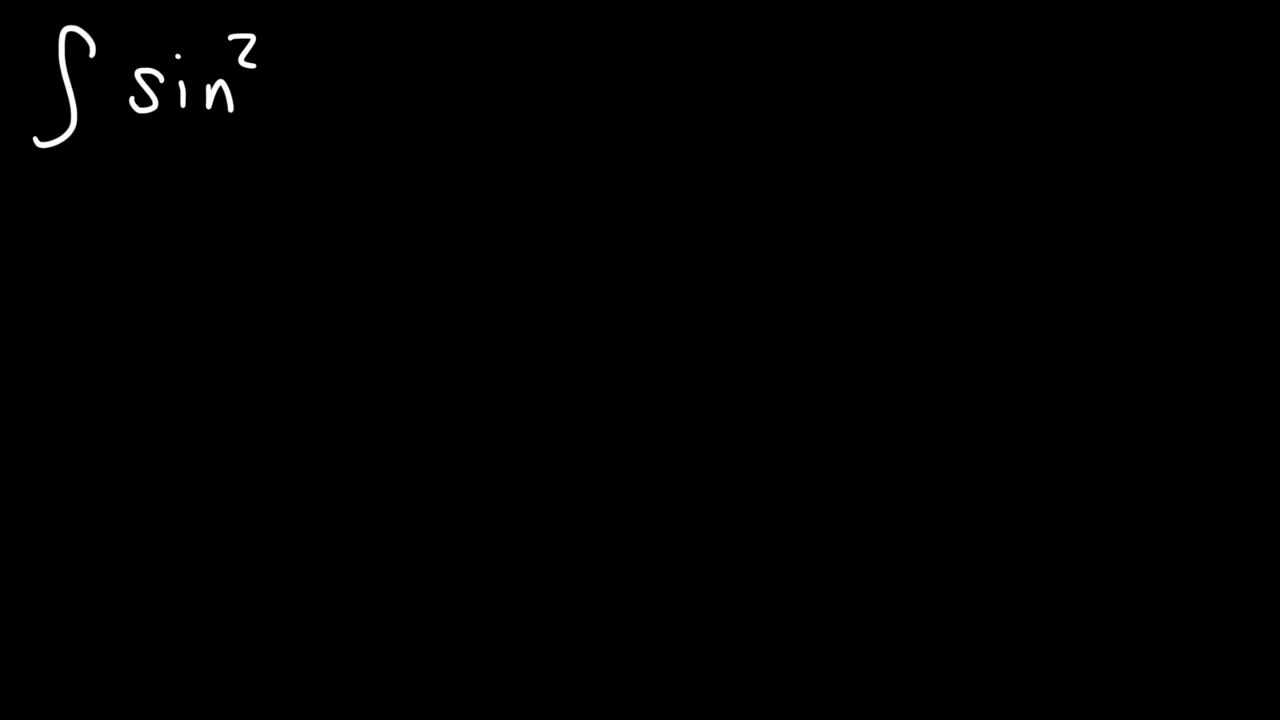 ∫ sin²